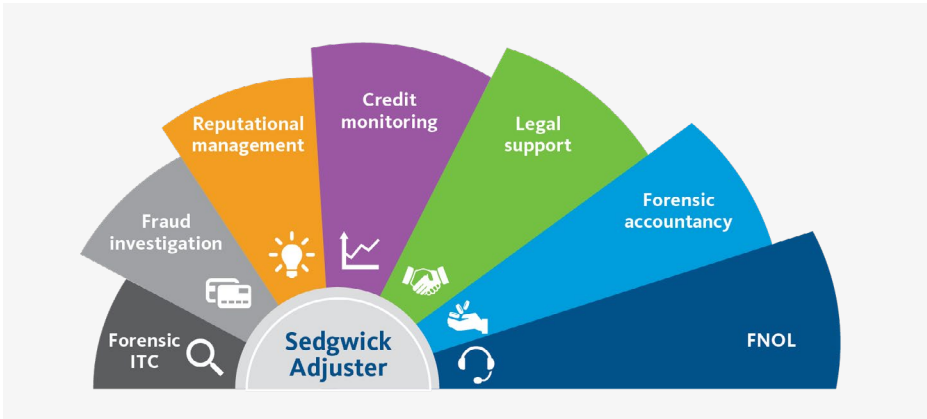 Forensic
ITC
Fraud
investigation
Reputational
management
Credit
monitoring
Legal
support
Forensic
accountancy
FNOL
Sedgwick
Adjuster